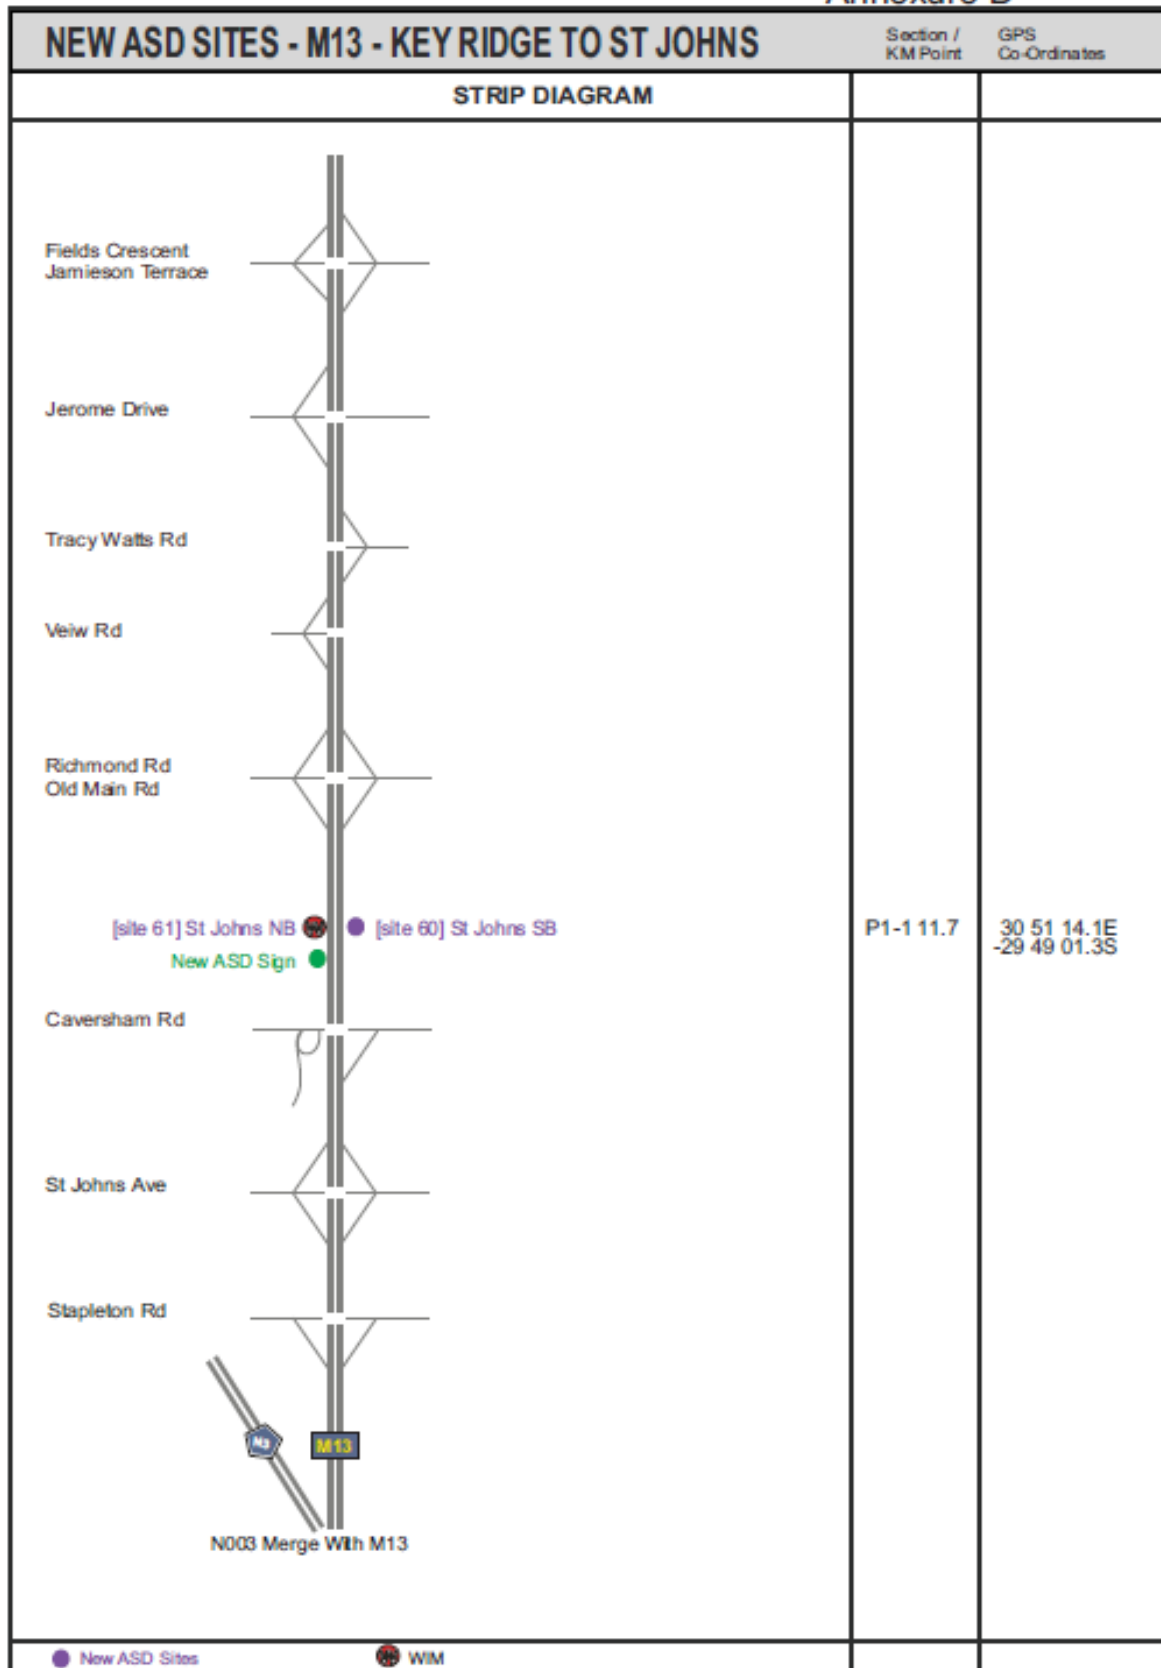 NEW ASD SITES - M13 - KEY RIDGE TO ST JOHNS
Section /
KM Point
GPS
Co-Ordinates
STRIP DIAGRAM
Fields Crescent
Jamieson Terrace
Jerome Drive
Tracy Watts Rd
Veiw Rd
Richmond Rd
Old Main Rd
[site 61] St Johns NB
[site 60] St Johns SB
P1-1 11.7
30 51 14.1E
-29 49 01.3S
New ASD Sign
Caversham Rd
St Johns Ave
Stapleton Rd
N3
M13
N003 Merge With M13
New ASD Sites
WIM